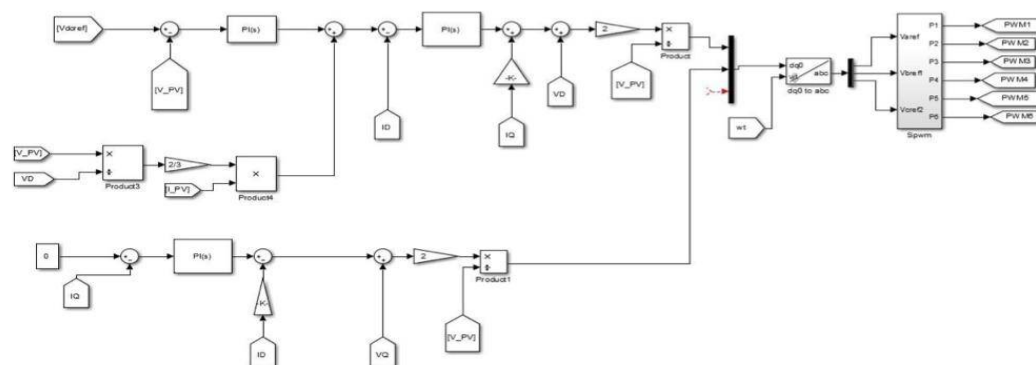 [Vdcref]
PI(s)
PI(s)
2
Product
[V_PV]
-K-
VD
[V_PV]
ID
IQ
dq0
wt
abc
dq0 to abc
wt
Varef
Vbref1
Vcref2
P1
P2
P3
P4
P5
P6
Spwm
PWM1
PWM2
PWM3
PWM4
PWM5
PWM6
[V_PV]
VD
Product3
2/3
[I_PV]
Product4
0
PI(s)
2
Product1
IQ
-K-
ID
VQ
[V_PV]